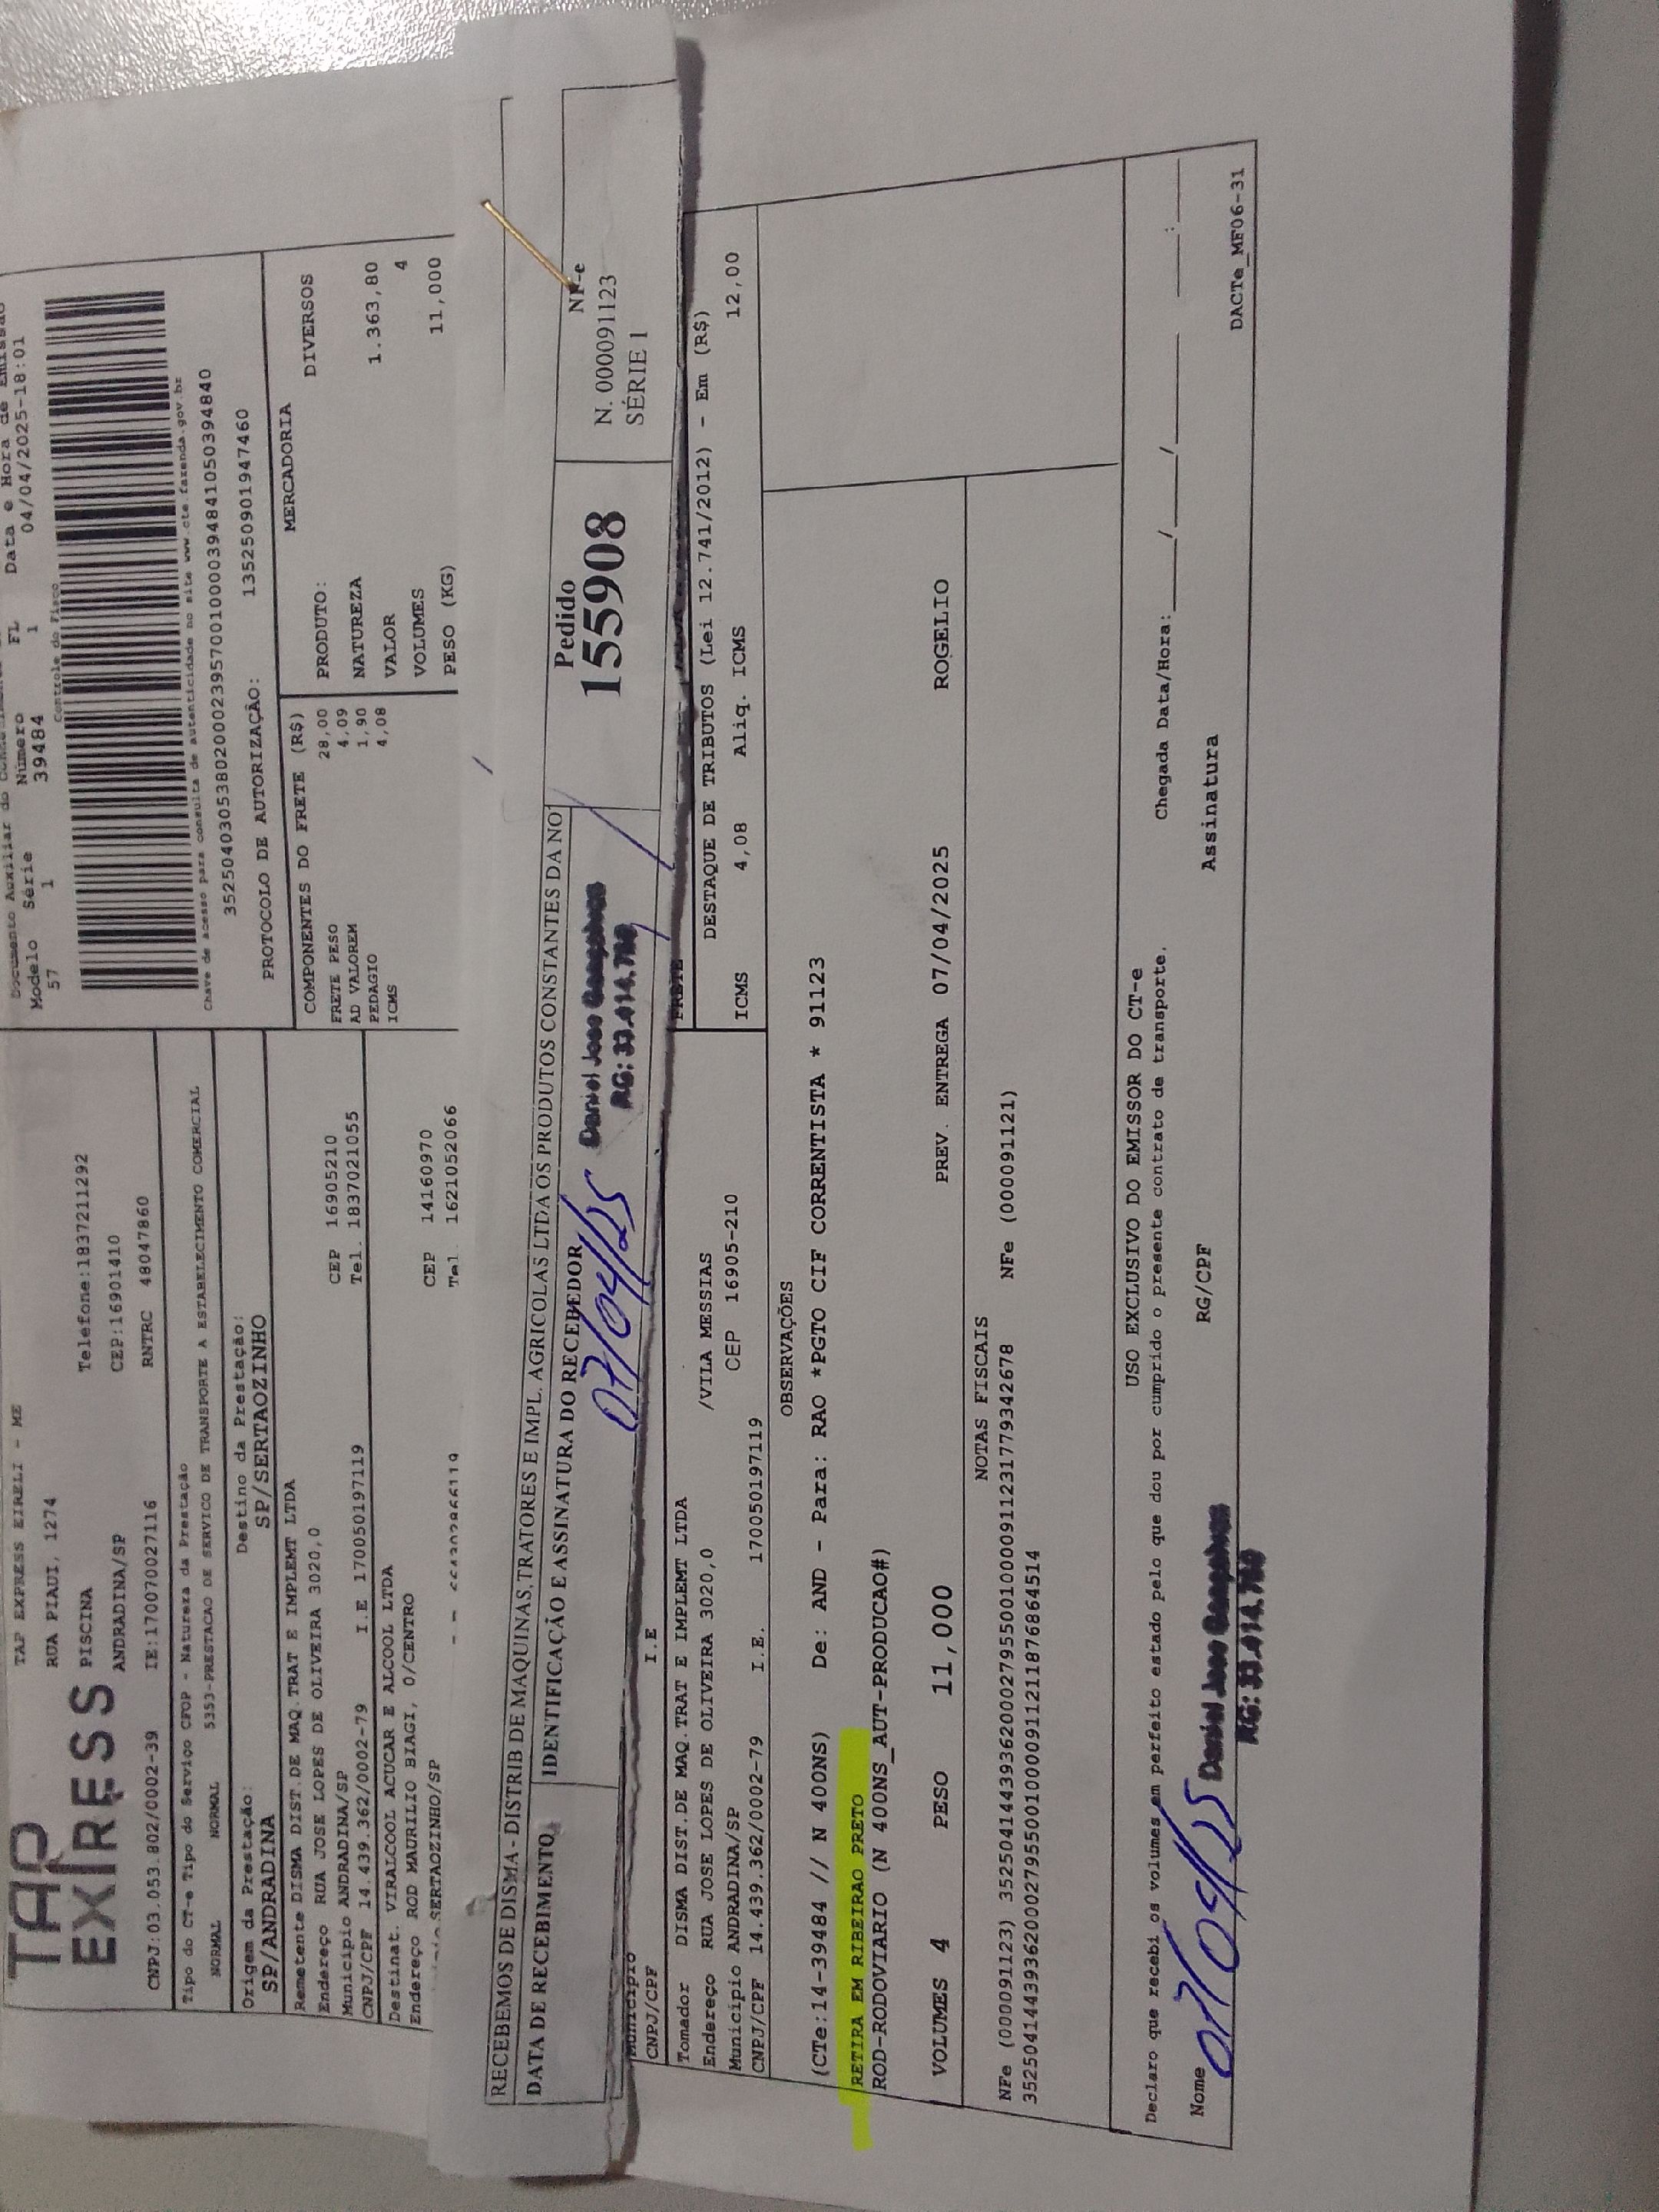 TAP
EXPRESS
TAP EXPRESS EIRELI - ME
RUA PIAUI, 1274
PISCINA Telefone:1837211292
ANDRADINA/SP CEP:16901410
CNPJ:03.053.802/0002-39 IE:170070027116 RNTRC 48047860
Documento Auxiliar do
Modelo Série Número FL Data e Hora de Emissão
57 1 39484 1 04/04/2025-18:01
Controle do Fisco
Chave de acesso para consulta de autenticidade no site www.cte.fazenda.gov.br
35250403053802000239570010000394841050394840
PROTOCOLO DE AUTORIZAÇÃO: 135250901947460
Tipo do CT-e Tipo do Serviço CFOP - Natureza da Prestação
NORMAL NORMAL 5353-PRESTACAO DE SERVICO DE TRANSPORTE A ESTABELECIMENTO COMERCIAL
Origem da Prestação: Destino da Prestação:
SP/ANDRADINA SP/SERTAOZINHO
Remetente DISMA DIST.DE MAQ.TRAT E IMPLEMT LTDA
Endereço RUA JOSE LOPES DE OLIVEIRA 3020,0
Município ANDRADINA/SP CEP 16905210
CNPJ/CPF 14.439.362/0002-79 I.E 170050197119 Tel. 1837021055
Destinat. VIRALCOOL ACUCAR E ALCOOL LTDA
Endereço ROD MAURILIO BIAGI, 0/CENTRO CEP 14160970
SERTAOZINHO/SP Tel 1621052066
COMPONENTES DO FRETE (R$)
FRETE PESO 28,00
AD VALOREM 4,09
PEDAGIO 1,90
ICMS 4,08
MERCADORIA
PRODUTO: DIVERSOS
NATUREZA
VALOR 1.363,80
VOLUMES 4
PESO (KG) 11,000
RECEBEMOS DE DISMA - DISTRIB DE MAQUINAS,TRATORES E IMPL. AGRICOLAS LTDA OS PRODUTOS CONSTANTES DA NO
DATA DE RECEBIMENTO IDENTIFICAÇÃO E ASSINATURA DO RECEBEDOR
07/04/25 Daniel Jose Gonçalves
RG: 33.014.780
Pedido
155908
NF-e
N. 000091123
SÉRIE 1
Município
CNPJ/CPF I.E
FRETE
Tomador DISMA DIST.DE MAQ.TRAT E IMPLEMT LTDA
Endereço RUA JOSE LOPES DE OLIVEIRA 3020,0 /VILA MESSIAS
Município ANDRADINA/SP CEP 16905-210
CNPJ/CPF 14.439.362/0002-79 I.E. 170050197119
DESTAQUE DE TRIBUTOS (Lei 12.741/2012) - Em (R$)
ICMS 4,08 Aliq. ICMS 12,00
OBSERVAÇÕES
(CTe:14-39484 // N 400NS) De: AND - Para: RAO *PGTO CIF CORRENTISTA * 91123
RETIRA EM RIBEIRAO PRETO
ROD-RODOVIARIO (N 400NS_AUT-PRODUCAO#)
VOLUMES 4 PESO 11,000 PREV. ENTREGA 07/04/2025 ROGELIO
NOTAS FISCAIS
NFe (000091123) 35250414439362000279550010000911231779342678 NFe (000091121)
35250414439362000279550010000911211876864514
USO EXCLUSIVO DO EMISSOR DO CT-e
Declaro que recebi os volumes em perfeito estado pelo que dou por cumprido o presente contrato de transporte.
Chegada Data/Hora:____/____/____ ___:___
Nome RG/CPF Assinatura
07/04/25 Daniel Jose Gonçalves
RG: 33.014.780
DACTe_MF06-31